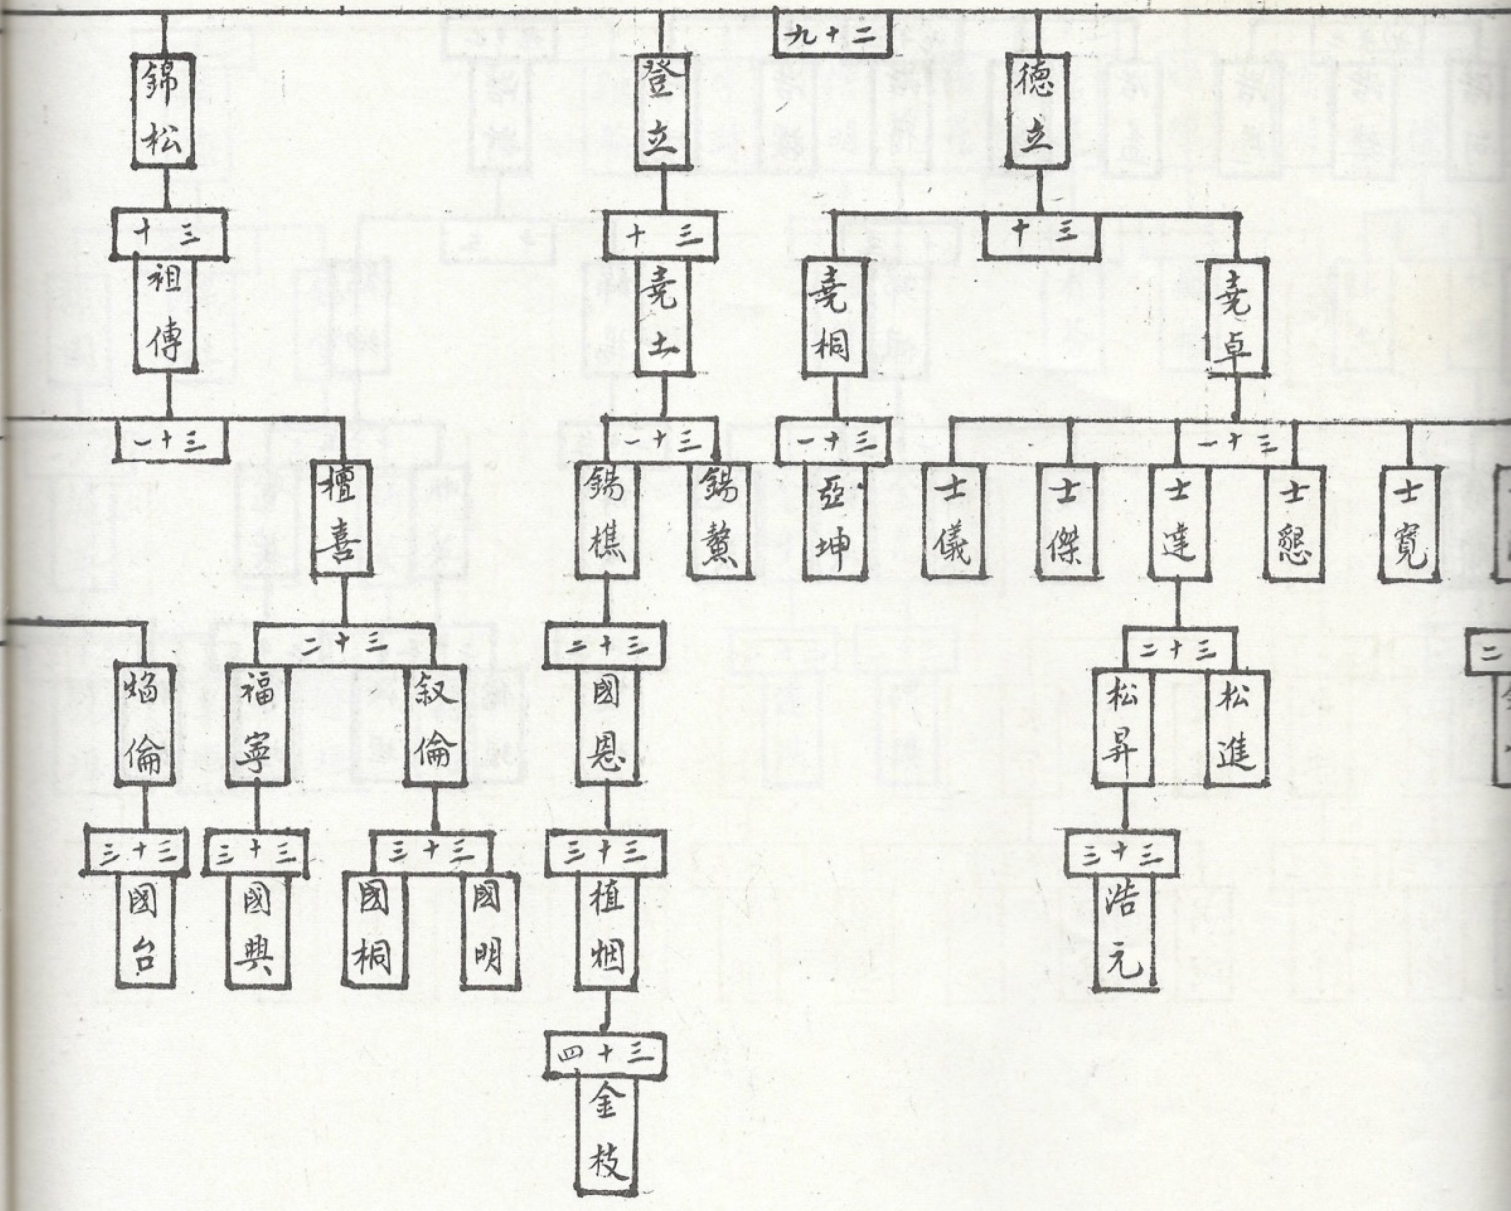 二十九
德立
登立
錦松
三十
三十
三十
堯卓
堯桐
堯土
祖傳
三十一
三十一
三十一
三十一
士寬
士懇
士達
士傑
士儀
亞坤
錫鰲
錫樵
檀喜
二
三十二
三十二
三十二
松進
松昇
國恩
叙倫
福寧
焰倫
三十三
三十三
三十三
三十三
三十三
浩元
植烟
國明
國桐
國興
國台
三十四
金枝